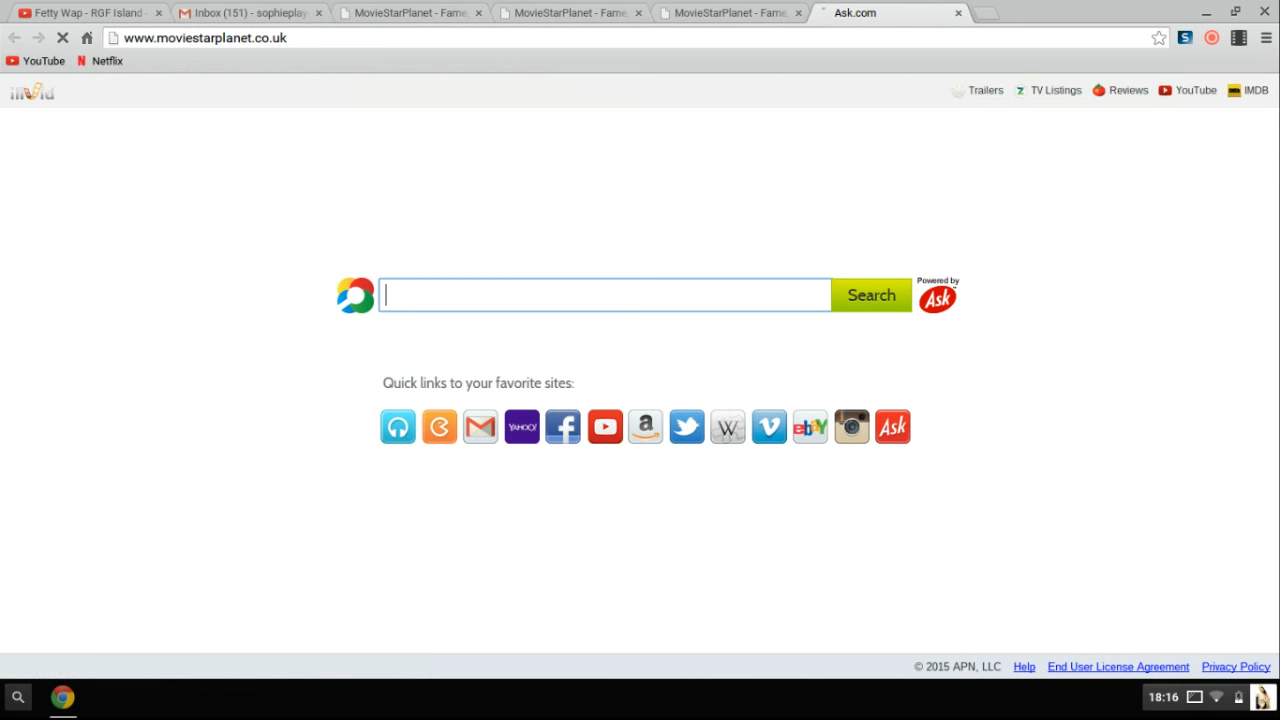 Fetty Wap - RGF Island - Inbox (151) - sophieplay MovieStarPlanet - Fame, MovieStarPlanet - Fame, MovieStarPlanet - Fame, Ask.com
www.moviestarplanet.co.uk
YouTube Netflix
Trailers TV Listings Reviews YouTube IMDB
Powered by
Search Ask
Quick links to your favorite sites:
YAHOO! a W ebay Ask
© 2015 APN, LLC Help End User License Agreement Privacy Policy
18:16